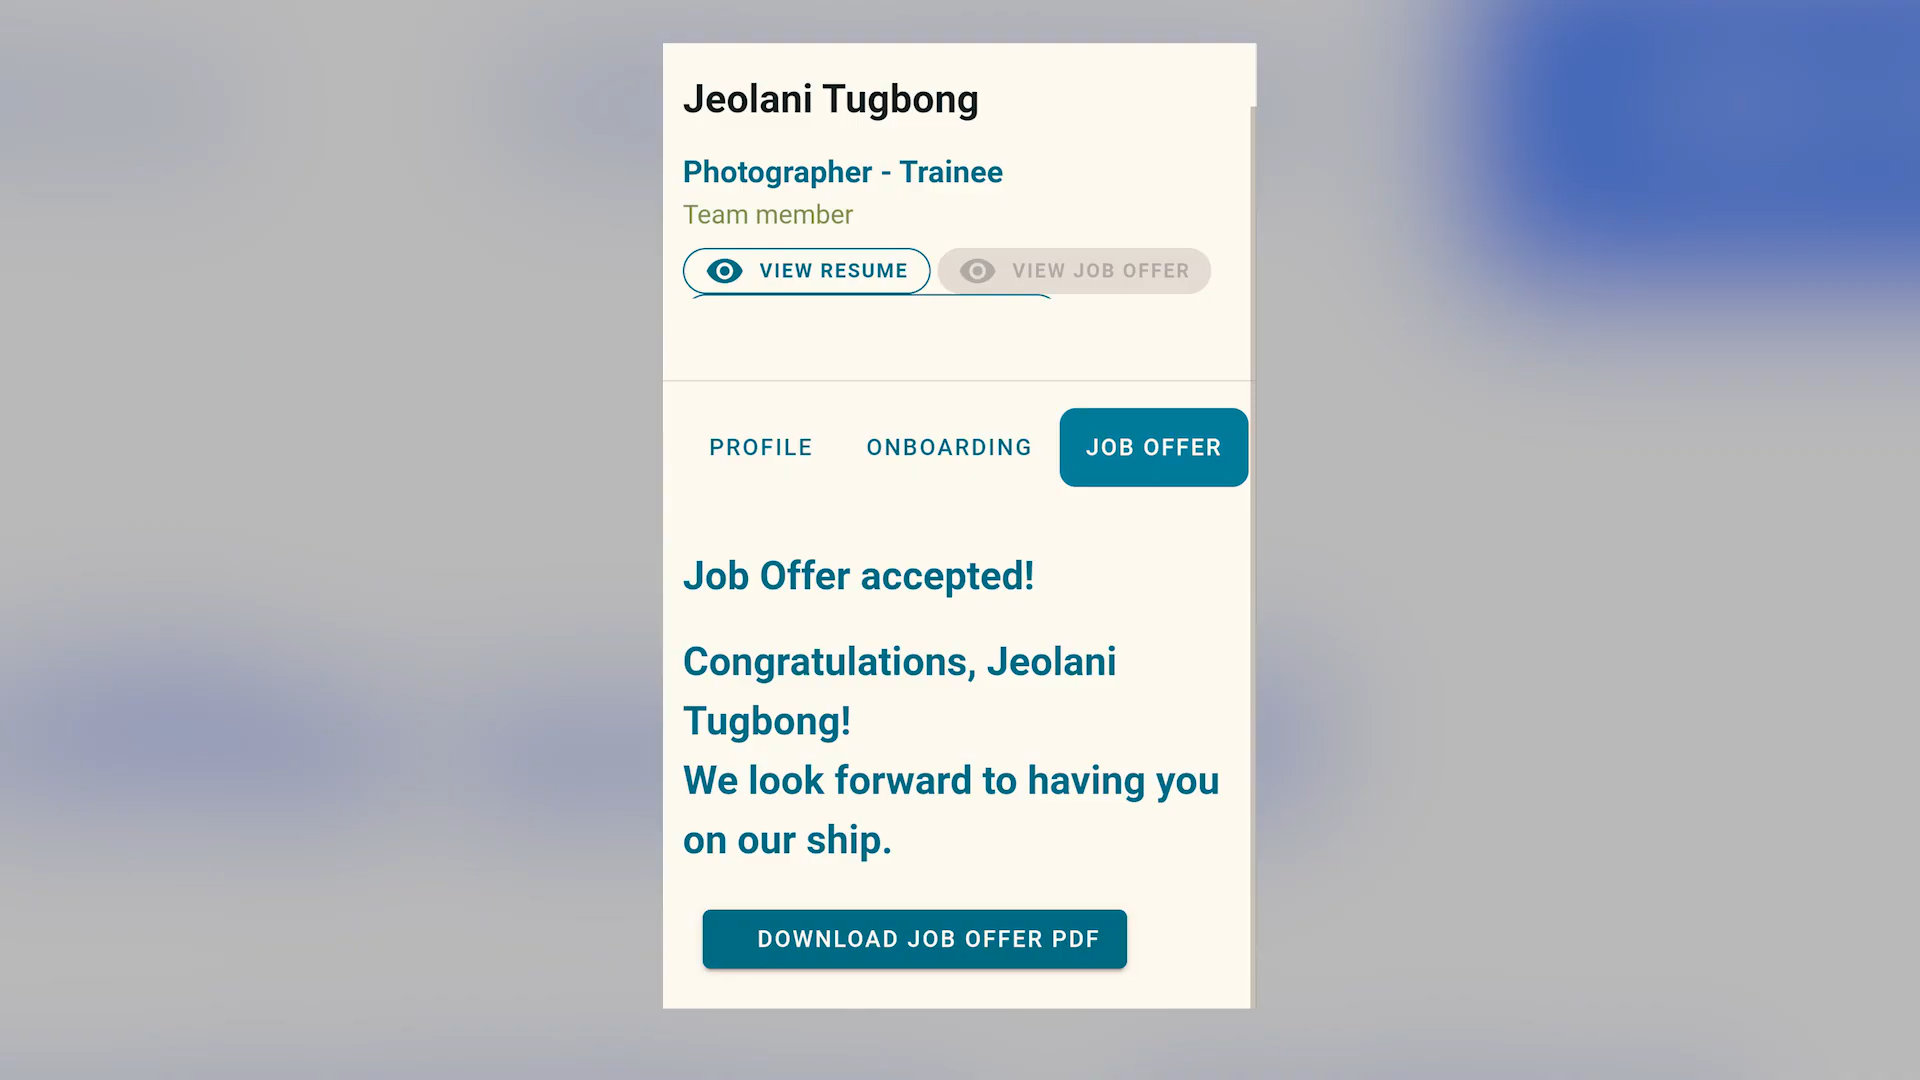 Jeolani Tugbong
Photographer - Trainee
Team member
VIEW RESUME VIEW JOB OFFER
PROFILE ONBOARDING JOB OFFER
Job Offer accepted!
Congratulations, Jeolani
Tugbong!
We look forward to having you
on our ship.
DOWNLOAD JOB OFFER PDF